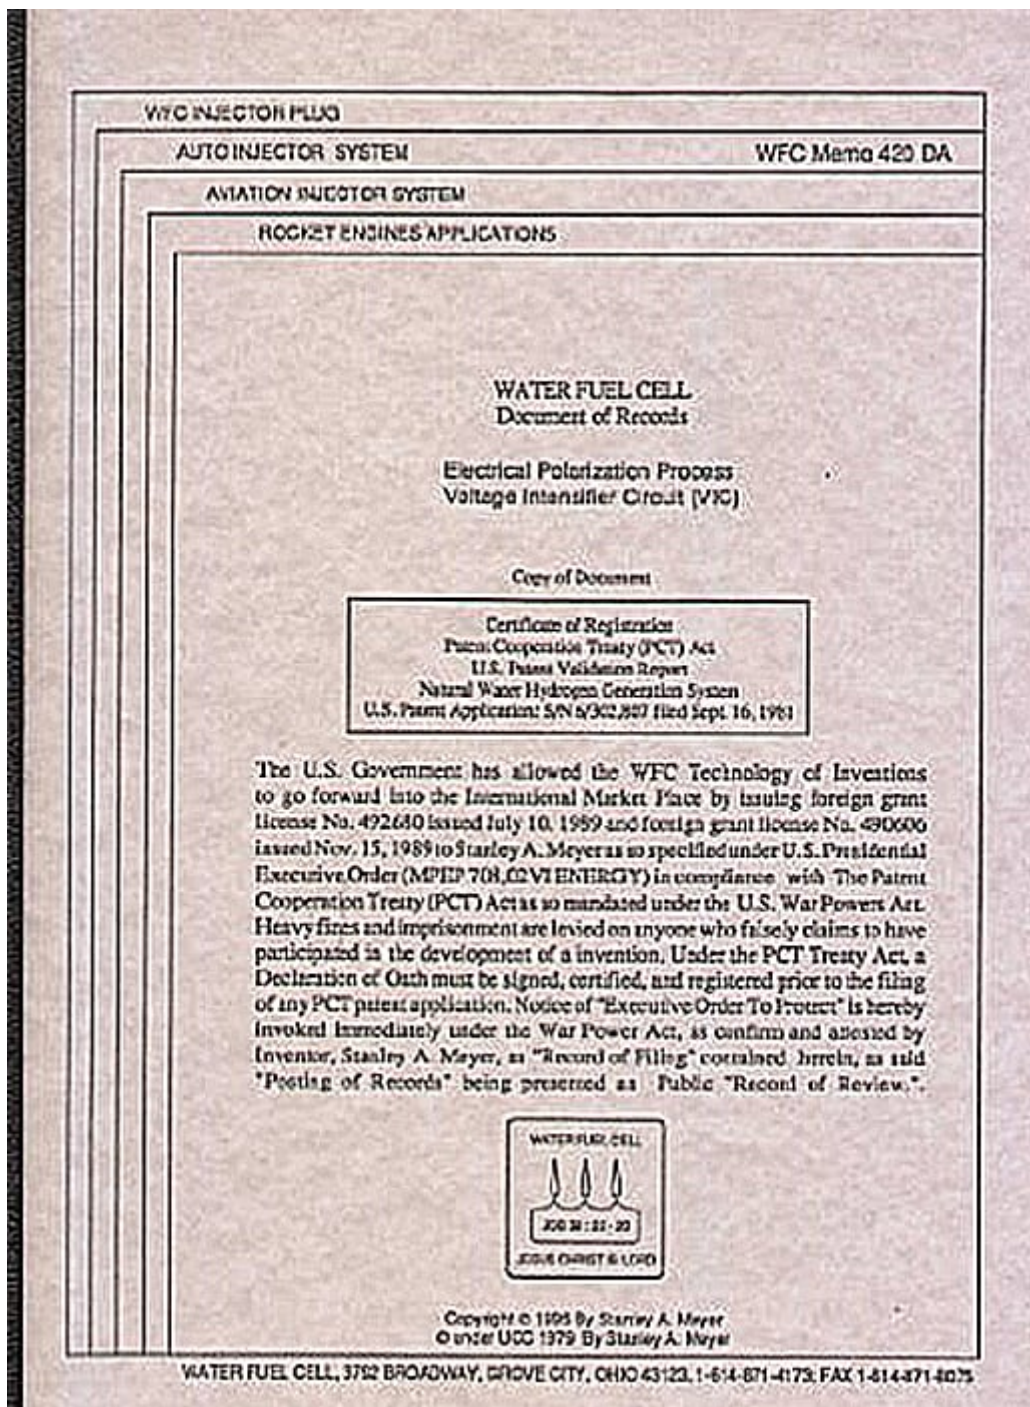 WFC INJECTOR PLUG
AUTO INJECTOR SYSTEM WFC Memo 420 DA
AVIATION INJECTOR SYSTEM
ROCKET ENGINES APPLICATIONS
WATER FUEL CELL
Document of Records
Electrical Polarization Process
Voltage Intensifier Circuit (VIC)
Copy of Document
Certificate of Registration
Patent Cooperation Treaty (PCT) Act
U.S. Patent Validation Report
Natural Water Hydrogen Generation System
U.S. Patent Application: S/N 6/302,807 filed Sept. 16, 1981
The U.S. Government has allowed the WFC Technology of Inventions
to go forward into the International Market Place by issuing foreign grant
license No. 492680 issued July 10, 1989 and foreign grant license No. 490606
issued Nov. 15, 1989 to Stanley A. Meyer as so specified under U.S. Presidential
Executive Order (MPEP 708,02 VI ENERGY) in compliance with The Patent
Cooperation Treaty (PCT) Act as so mandated under the U.S. War Powers Act.
Heavy fines and imprisonment are levied on anyone who falsely claims to have
participated in the development of a invention. Under the PCT Treaty Act, a
Declaration of Oath must be signed, certified, and registered prior to the filing
of any PCT patent application. Notice of "Executive Order To Protect" is hereby
invoked immediately under the War Power Act, as confirm and attested by
Inventor, Stanley A. Meyer, as "Record of Filing" contained herein, as said
"Posting of Records" being presented as Public "Record of Review.".
WATER FUEL CELL
JOB 38 : 22 - 23
JESUS CHRIST IS LORD
Copyright © By Stanley A. Meyer
© under UCC 1979 By Stanley A. Meyer
WATER FUEL CELL, 3792 BROADWAY, GROVE CITY, OHIO 43123, 1-614-871-4173; FAX